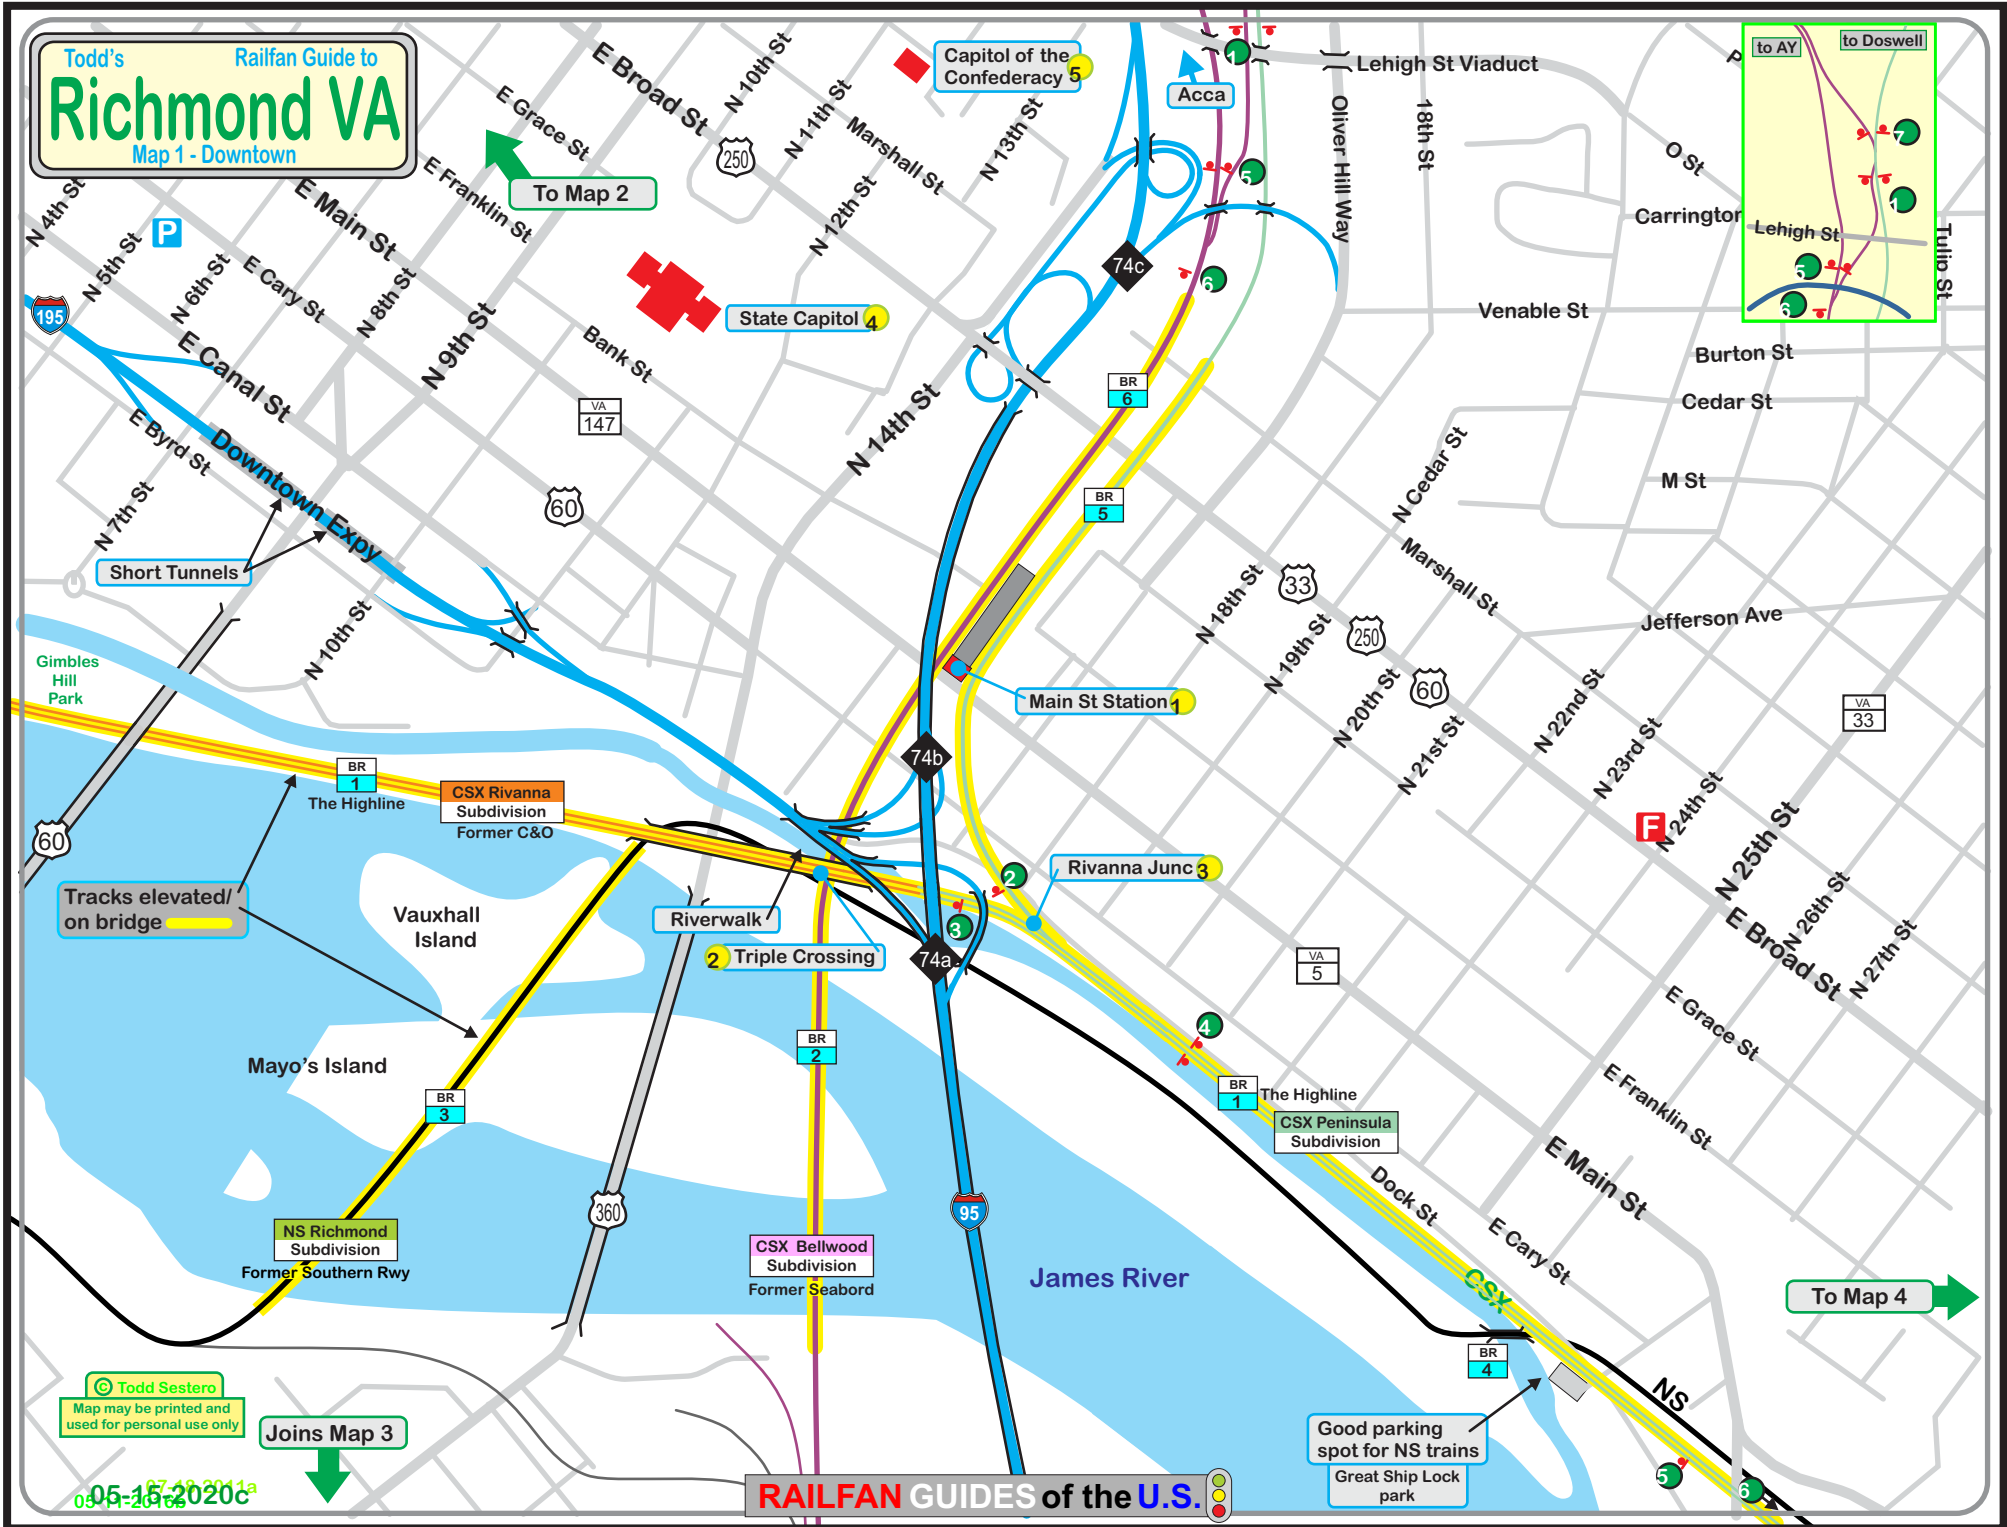 Todd's
Railfan Guide to
Richmond VA
Map 1 - Downtown
To Map 2
E Broad St
N 10th St
E Grace St
N 11th St
Marshall St
N 13th St
E Franklin St
N 12th St
250
Capitol of the
Confederacy 5
Acca
1
Lehigh St Viaduct
Oliver Hill Way
18th St
5
6
74c
O St
Carrington
Venable St
Burton St
Cedar St
M St
Tulip St
to AY
to Doswell
7
1
Lehigh St
5
6
N 4th St
N 5th St
P
N 6th St
E Main St
E Cary St
N 8th St
N 9th St
195
E Canal St
E Byrd St
N 7th St
Downtown Expy
Short Tunnels
State Capitol 4
Bank St
VA
147
60
N 14th St
BR
6
BR
5
N Cedar St
Marshall St
Jefferson Ave
33
250
60
N 18th St
N 19th St
N 20th St
N 21st St
N 22nd St
N 23rd St
N 24th St
N 25th St
N 26th St
N 27th St
VA
33
F
E Broad St
E Grace St
E Franklin St
E Main St
E Cary St
Dock St
VA
5
N 10th St
Gimbles
Hill
Park
60
BR
1
The Highline
CSX Rivanna
Subdivision
Former C&O
Main St Station 1
74b
Tracks elevated/
on bridge
Vauxhall
Island
Riverwalk
2 Triple Crossing
74a
2
3
Rivanna Junc 3
4
Mayo's Island
BR
3
BR
2
BR
1
The Highline
CSX Peninsula
Subdivision
NS Richmond
Subdivision
Former Southern Rwy
360
CSX Bellwood
Subdivision
Former Seabord
95
James River
CSX
To Map 4
BR
4
NS
Good parking
spot for NS trains
Great Ship Lock
park
5
6
© Todd Sestero
Map may be printed and
used for personal use only
Joins Map 3
05-15-2020c
RAILFAN GUIDES of the U.S.